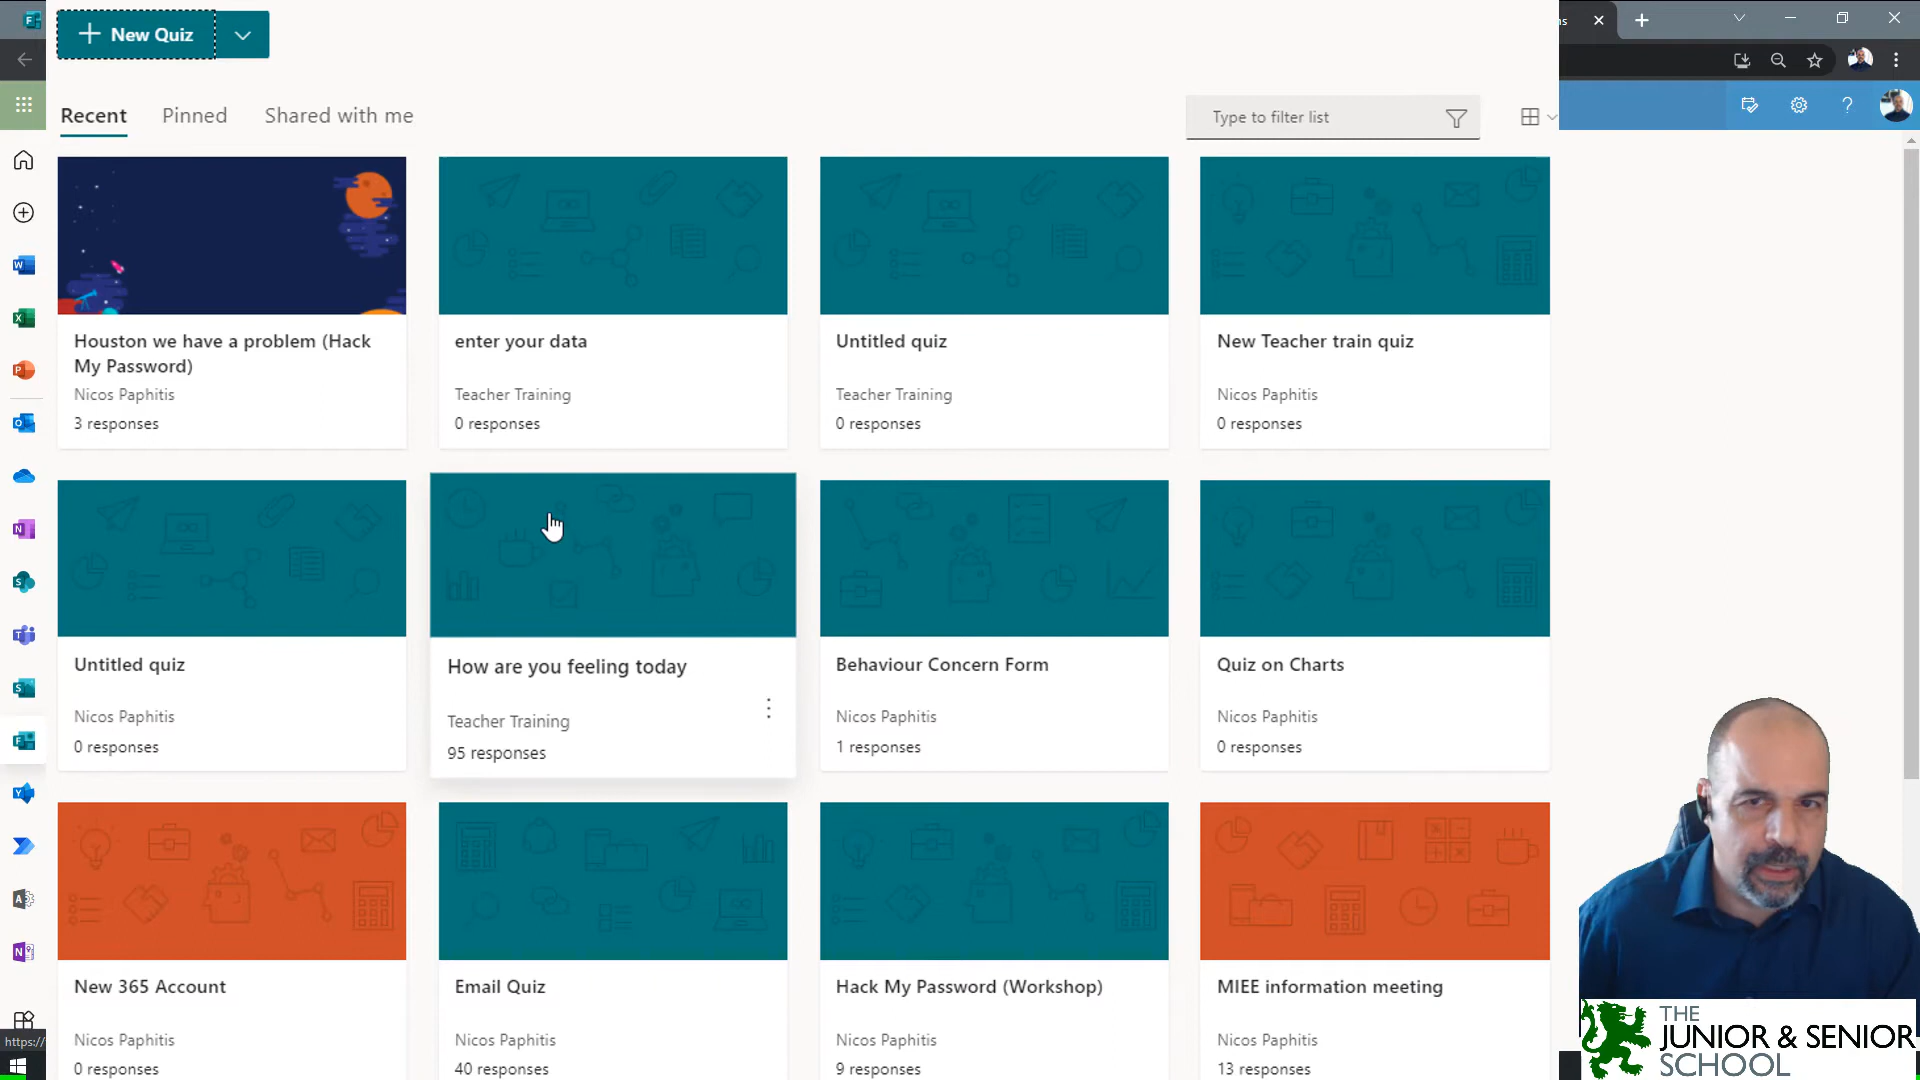 New Quiz
Recent
Pinned
Shared with me
Type to filter list
Houston we have a problem (Hack
My Password)
Nicos Paphitis
3 responses
enter your data
Teacher Training
0 responses
Untitled quiz
Teacher Training
0 responses
New Teacher train quiz
Nicos Paphitis
0 responses
Untitled quiz
Nicos Paphitis
0 responses
How are you feeling today
Teacher Training
95 responses
Behaviour Concern Form
Nicos Paphitis
1 responses
Quiz on Charts
Nicos Paphitis
0 responses
New 365 Account
Nicos Paphitis
0 responses
Email Quiz
Nicos Paphitis
40 responses
Hack My Password (Workshop)
Nicos Paphitis
9 responses
MIEE information meeting
Nicos Paphitis
13 responses
https://
THE
JUNIOR & SENIOR
SCHOOL